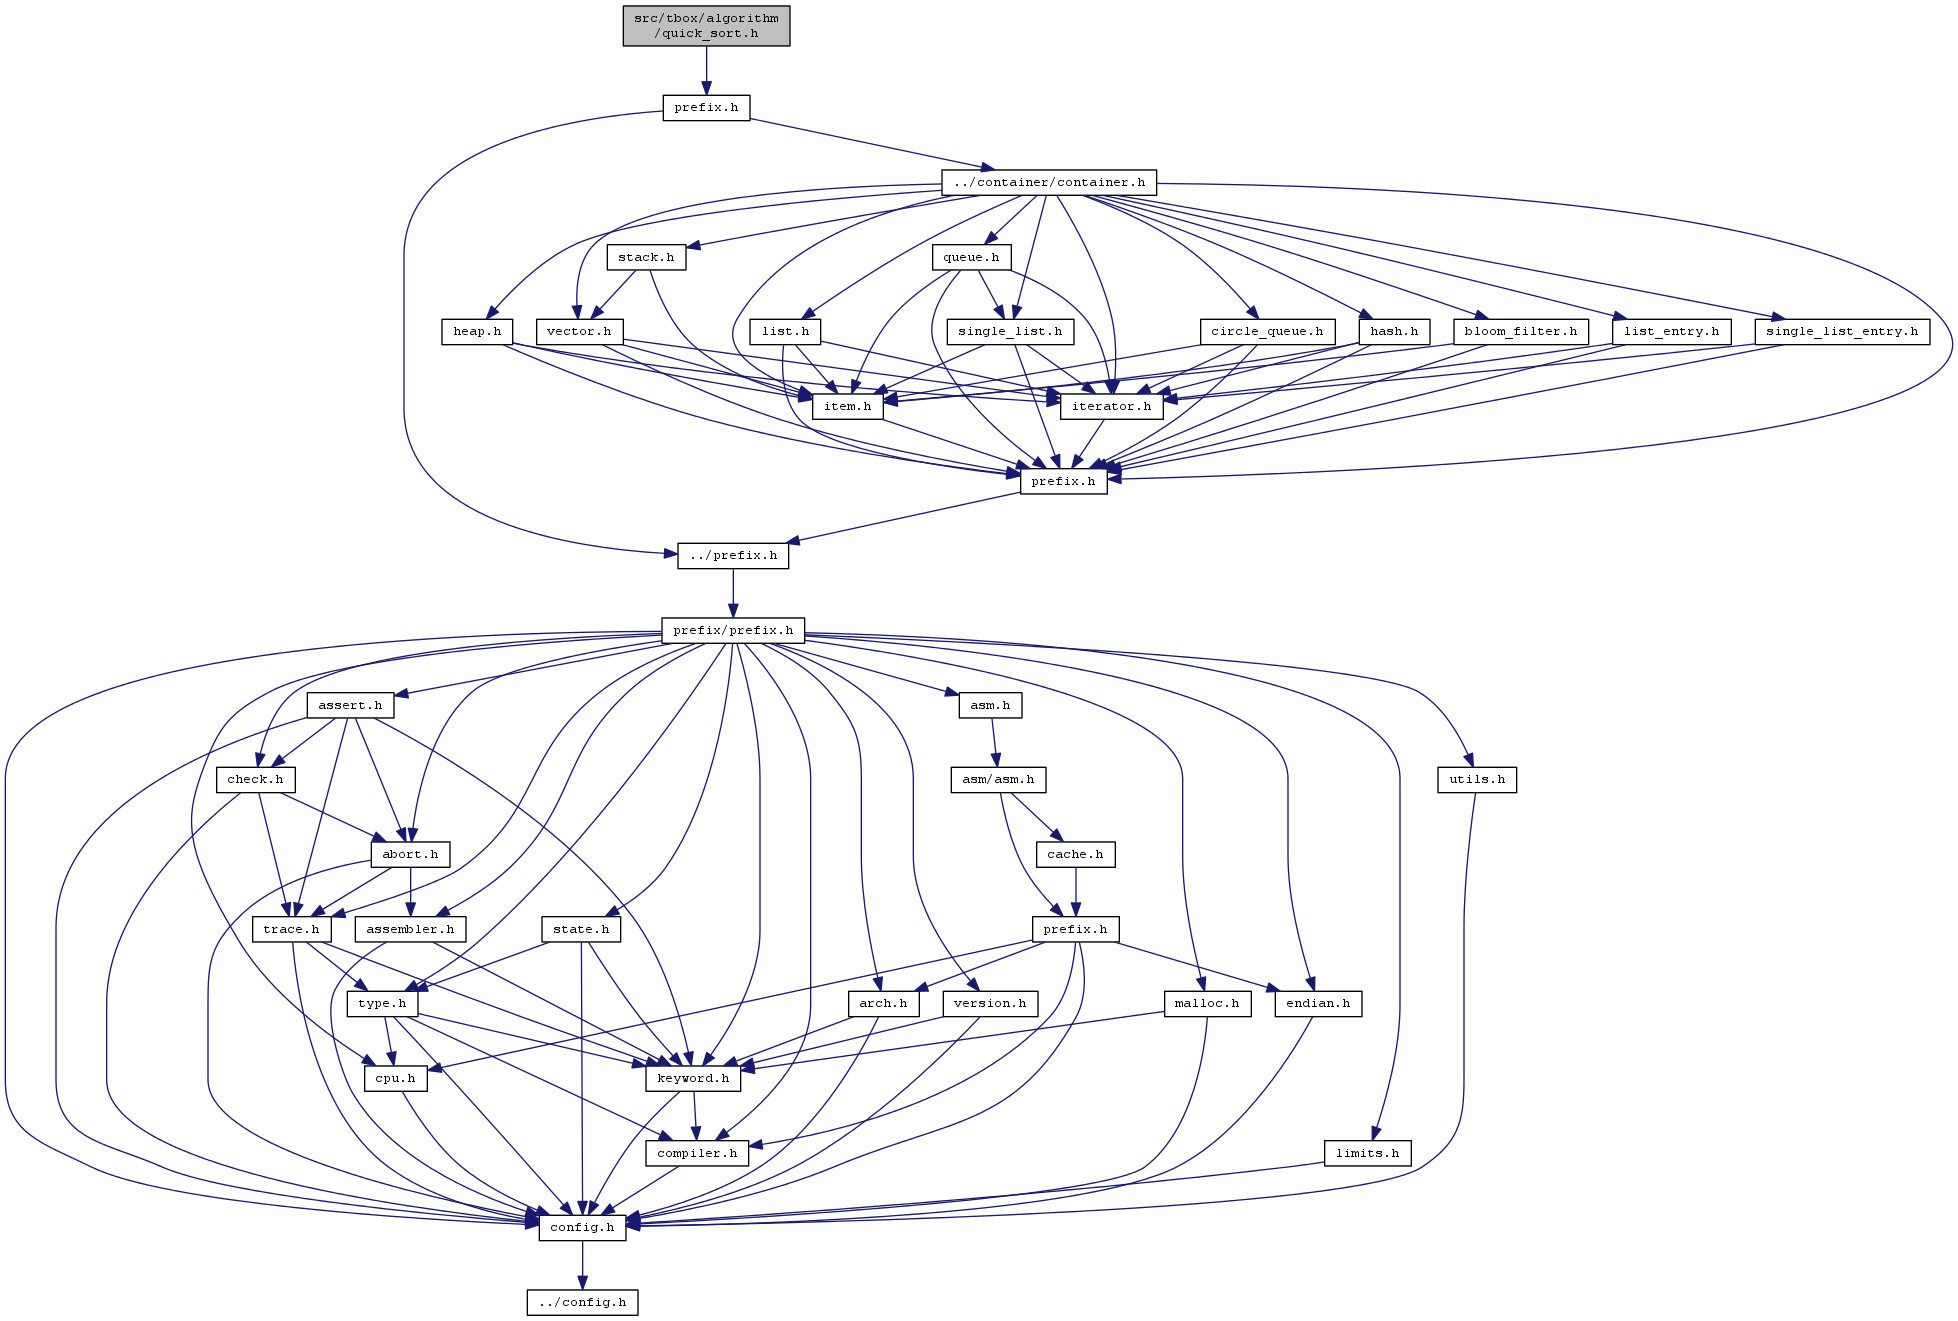 src/tbox/algorithm
/quick_sort.h
prefix.h
../container/container.h
stack.h
queue.h
heap.h
vector.h
list.h
single_list.h
circle_queue.h
hash.h
bloom_filter.h
list_entry.h
single_list_entry.h
item.h
iterator.h
prefix.h
../prefix.h
prefix/prefix.h
assert.h
asm.h
check.h
asm/asm.h
utils.h
abort.h
cache.h
trace.h
assembler.h
state.h
prefix.h
type.h
arch.h
version.h
malloc.h
endian.h
cpu.h
keyword.h
compiler.h
limits.h
config.h
../config.h